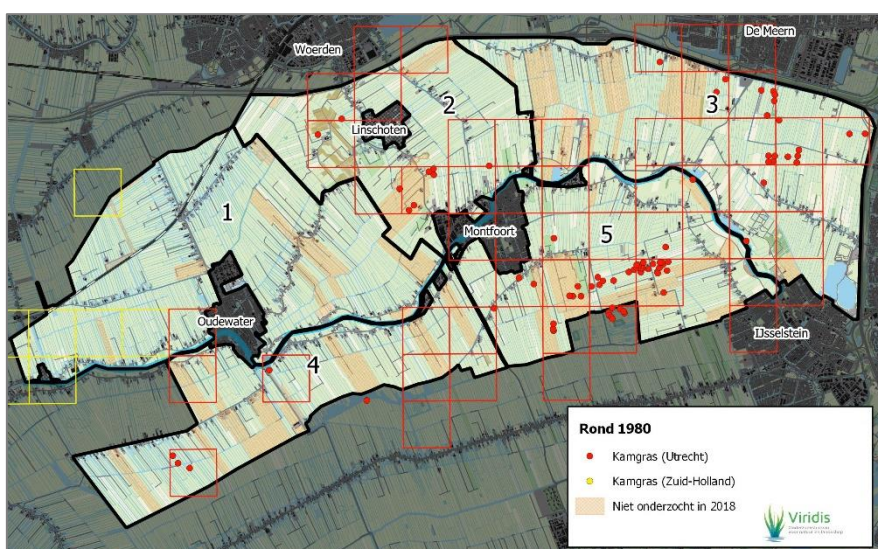 Woerden
De Meern
2
3
Linschoten
1
Montfoort
5
Oudewater
IJsselstein
4
Rond 1980
Kamgras (Utrecht)
Kamgras (Zuid-Holland)
Niet onderzocht in 2018
Viridis